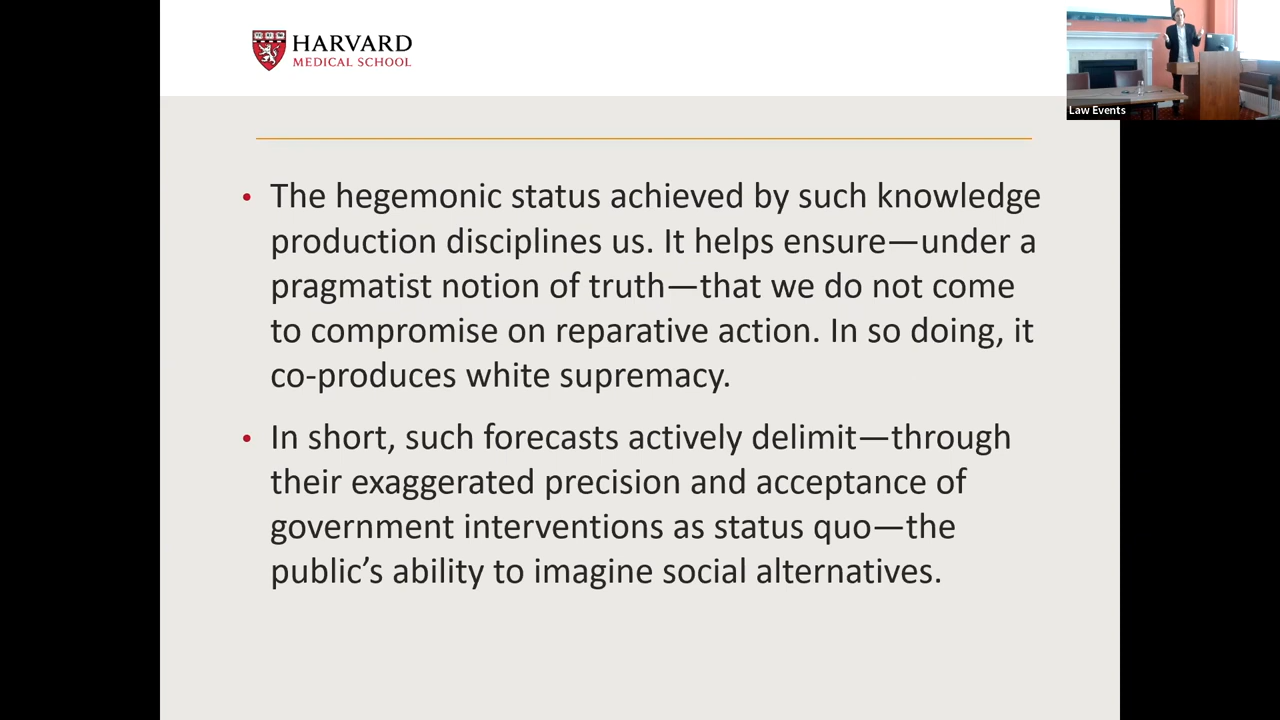 HARVARD
MEDICAL SCHOOL
Law Events
• The hegemonic status achieved by such knowledge
production disciplines us. It helps ensure—under a
pragmatist notion of truth—that we do not come
to compromise on reparative action. In so doing, it
co-produces white supremacy.
• In short, such forecasts actively delimit—through
their exaggerated precision and acceptance of
government interventions as status quo—the
public’s ability to imagine social alternatives.